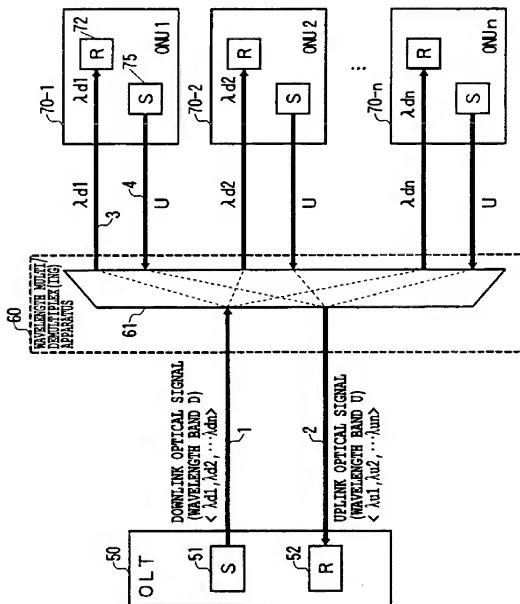 50
OLT
51
S
52
R
DOWNLINK OPTICAL SIGNAL
(WAVELENGTH BAND D)
< λd1,λd2,···λdn>
1
2
UPLINK OPTICAL SIGNAL
(WAVELENGTH BAND U)
< λu1,λu2,···λun>
60
WAVELENGTH MULTI/
DEMULTIPLEX(ING)
APPARATUS
61
λd1
3
4
U
70-1
λd1
R
72
75
S
ONU 1
λd2
U
70-2
λd2
R
S
ONU 2
⋯
λdn
U
70-n
λdn
R
S
ONU n